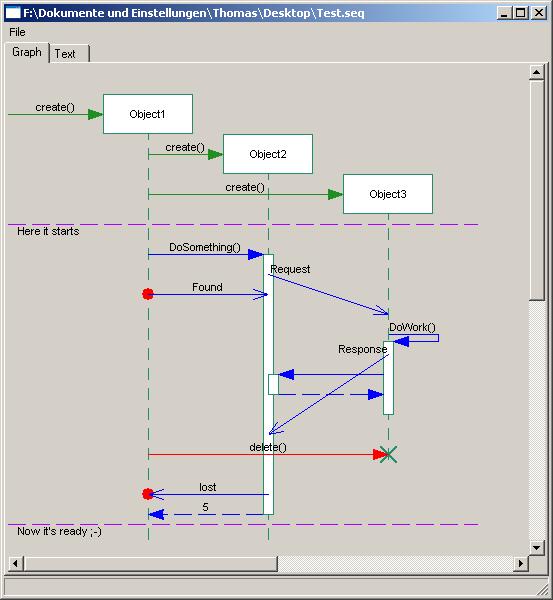 F:\Dokumente und Einstellungen\Thomas\Desktop\Test.seq
File
Graph
Text
create()
Object1
create()
Object2
create()
Object3
Here it starts
DoSomething()
Request
Found
DoWork()
Response
delete()
lost
5
Now it's ready ;-)